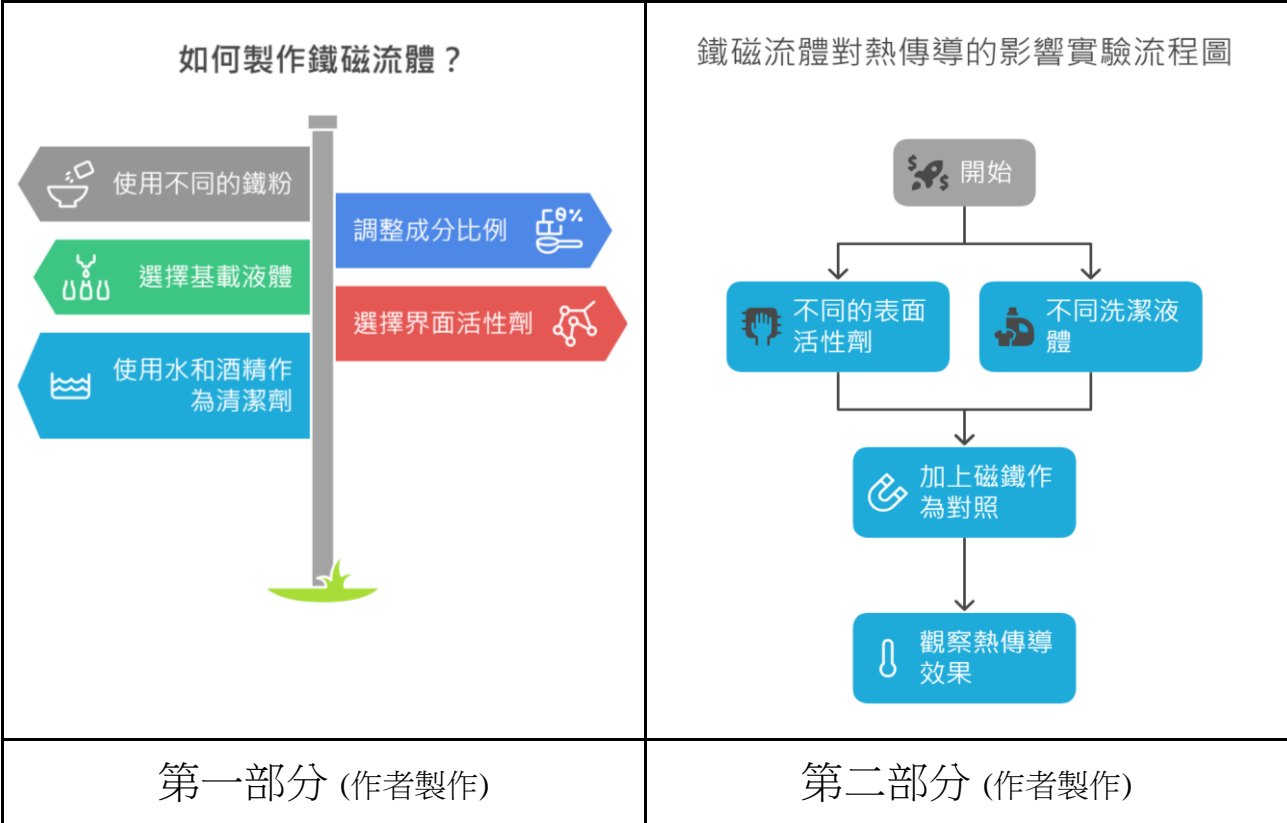 如何製作鐵磁流體？
使用不同的鐵粉
調整成分比例
選擇基載液體
選擇界面活性劑
使用水和酒精作
為清潔劑
第一部分 (作者製作)
鐵磁流體對熱傳導的影響實驗流程圖
開始
不同的表面
活性劑
不同洗潔液
體
加上磁鐵作
為對照
觀察熱傳導
效果
第二部分 (作者製作)